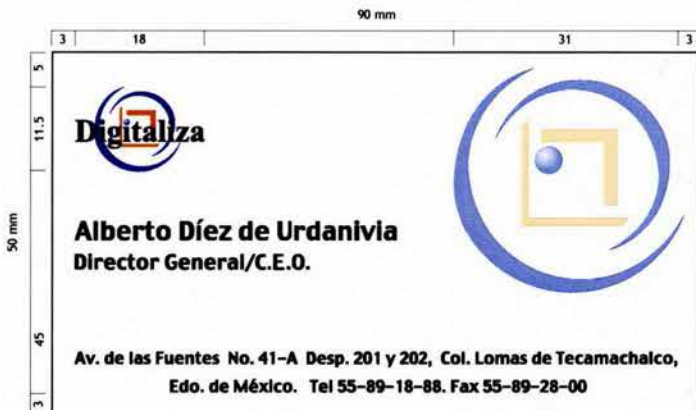 90 mm
3 18 31 3
5
11.5
50 mm
45
3
Digitaliza
Alberto Díez de Urdanivia
Director General/C.E.O.
Av. de las Fuentes No. 41-A Desp. 201 y 202, Col. Lomas de Tecamachalco,
Edo. de México. Tel 55-89-18-88. Fax 55-89-28-00